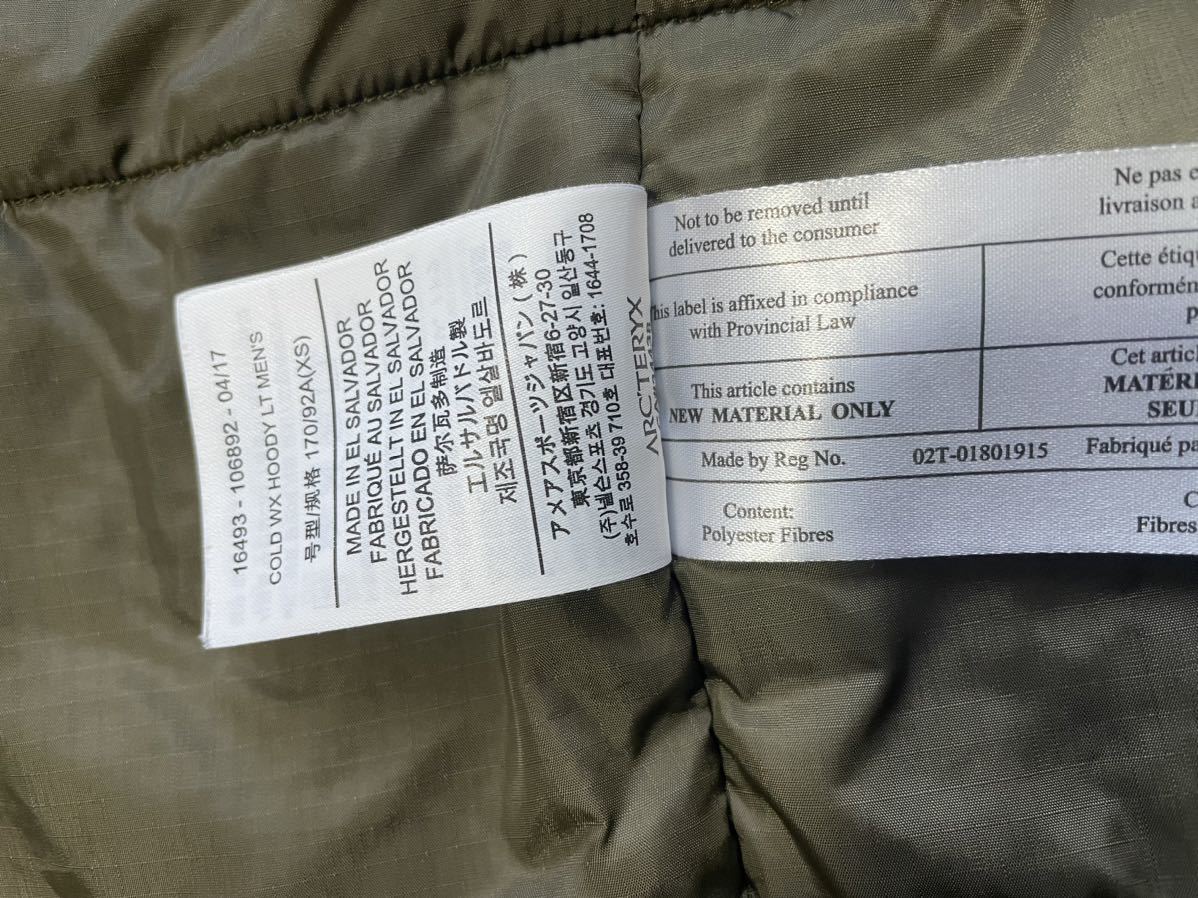 16493 - 106892 - 04/17
COLD WX HOODY LT MEN'S
号型/规格 170/92A(XS)
MADE IN EL SALVADOR
FABRIQUÉ AU SALVADOR
HERGESTELLT IN EL SALVADOR
FABRICADO EN EL SALVADOR
萨尔瓦多制造
エルサルバドル製
제조국명 엘살바도르
アメアスポーツジャパン(株)
東京都新宿区新宿6-27-30
(주)넬슨스포츠 경기도 고양시 일산동구
호수로 358-39 710호 대표번호: 1644-1708
ARC'TERYX
Not to be removed until
delivered to the consumer
Ne pas e
livraison a
his label is affixed in compliance
with Provincial Law
Cette étiq
conformén
p
This article contains
NEW MATERIAL ONLY
Cet articl
MATÉRI
SEU
Made by Reg No. 02T-01801915
Fabriqué pa
Content:
Polyester Fibres
C
Fibres